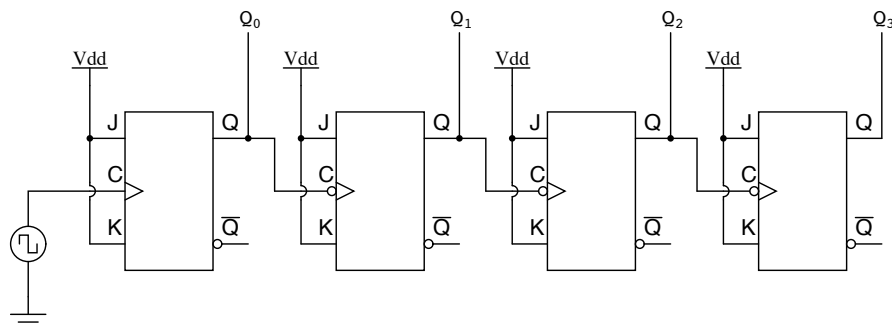 Q₀ Q₁ Q₂ Q₃
Vdd Vdd Vdd Vdd
J Q J Q J Q J Q
C C C C
K Q̅ K Q̅ K Q̅ K Q̅